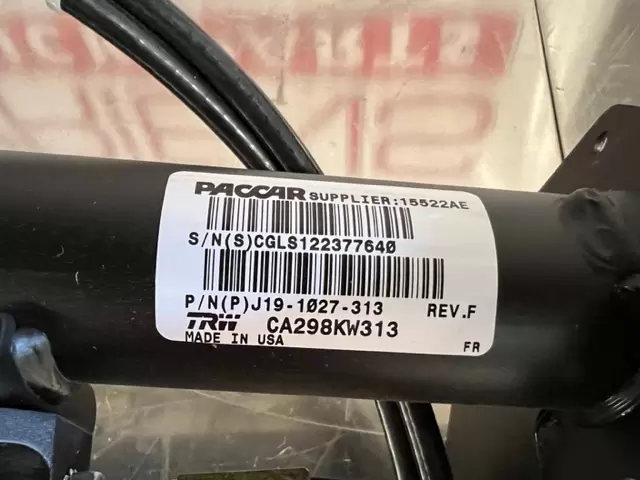 PACCAR SUPPLIER:15522AE
S/N(S)CGLS122377640
P/N(P)J19-1027-313 REV.F
TRW CA298KW313
MADE IN USA FR